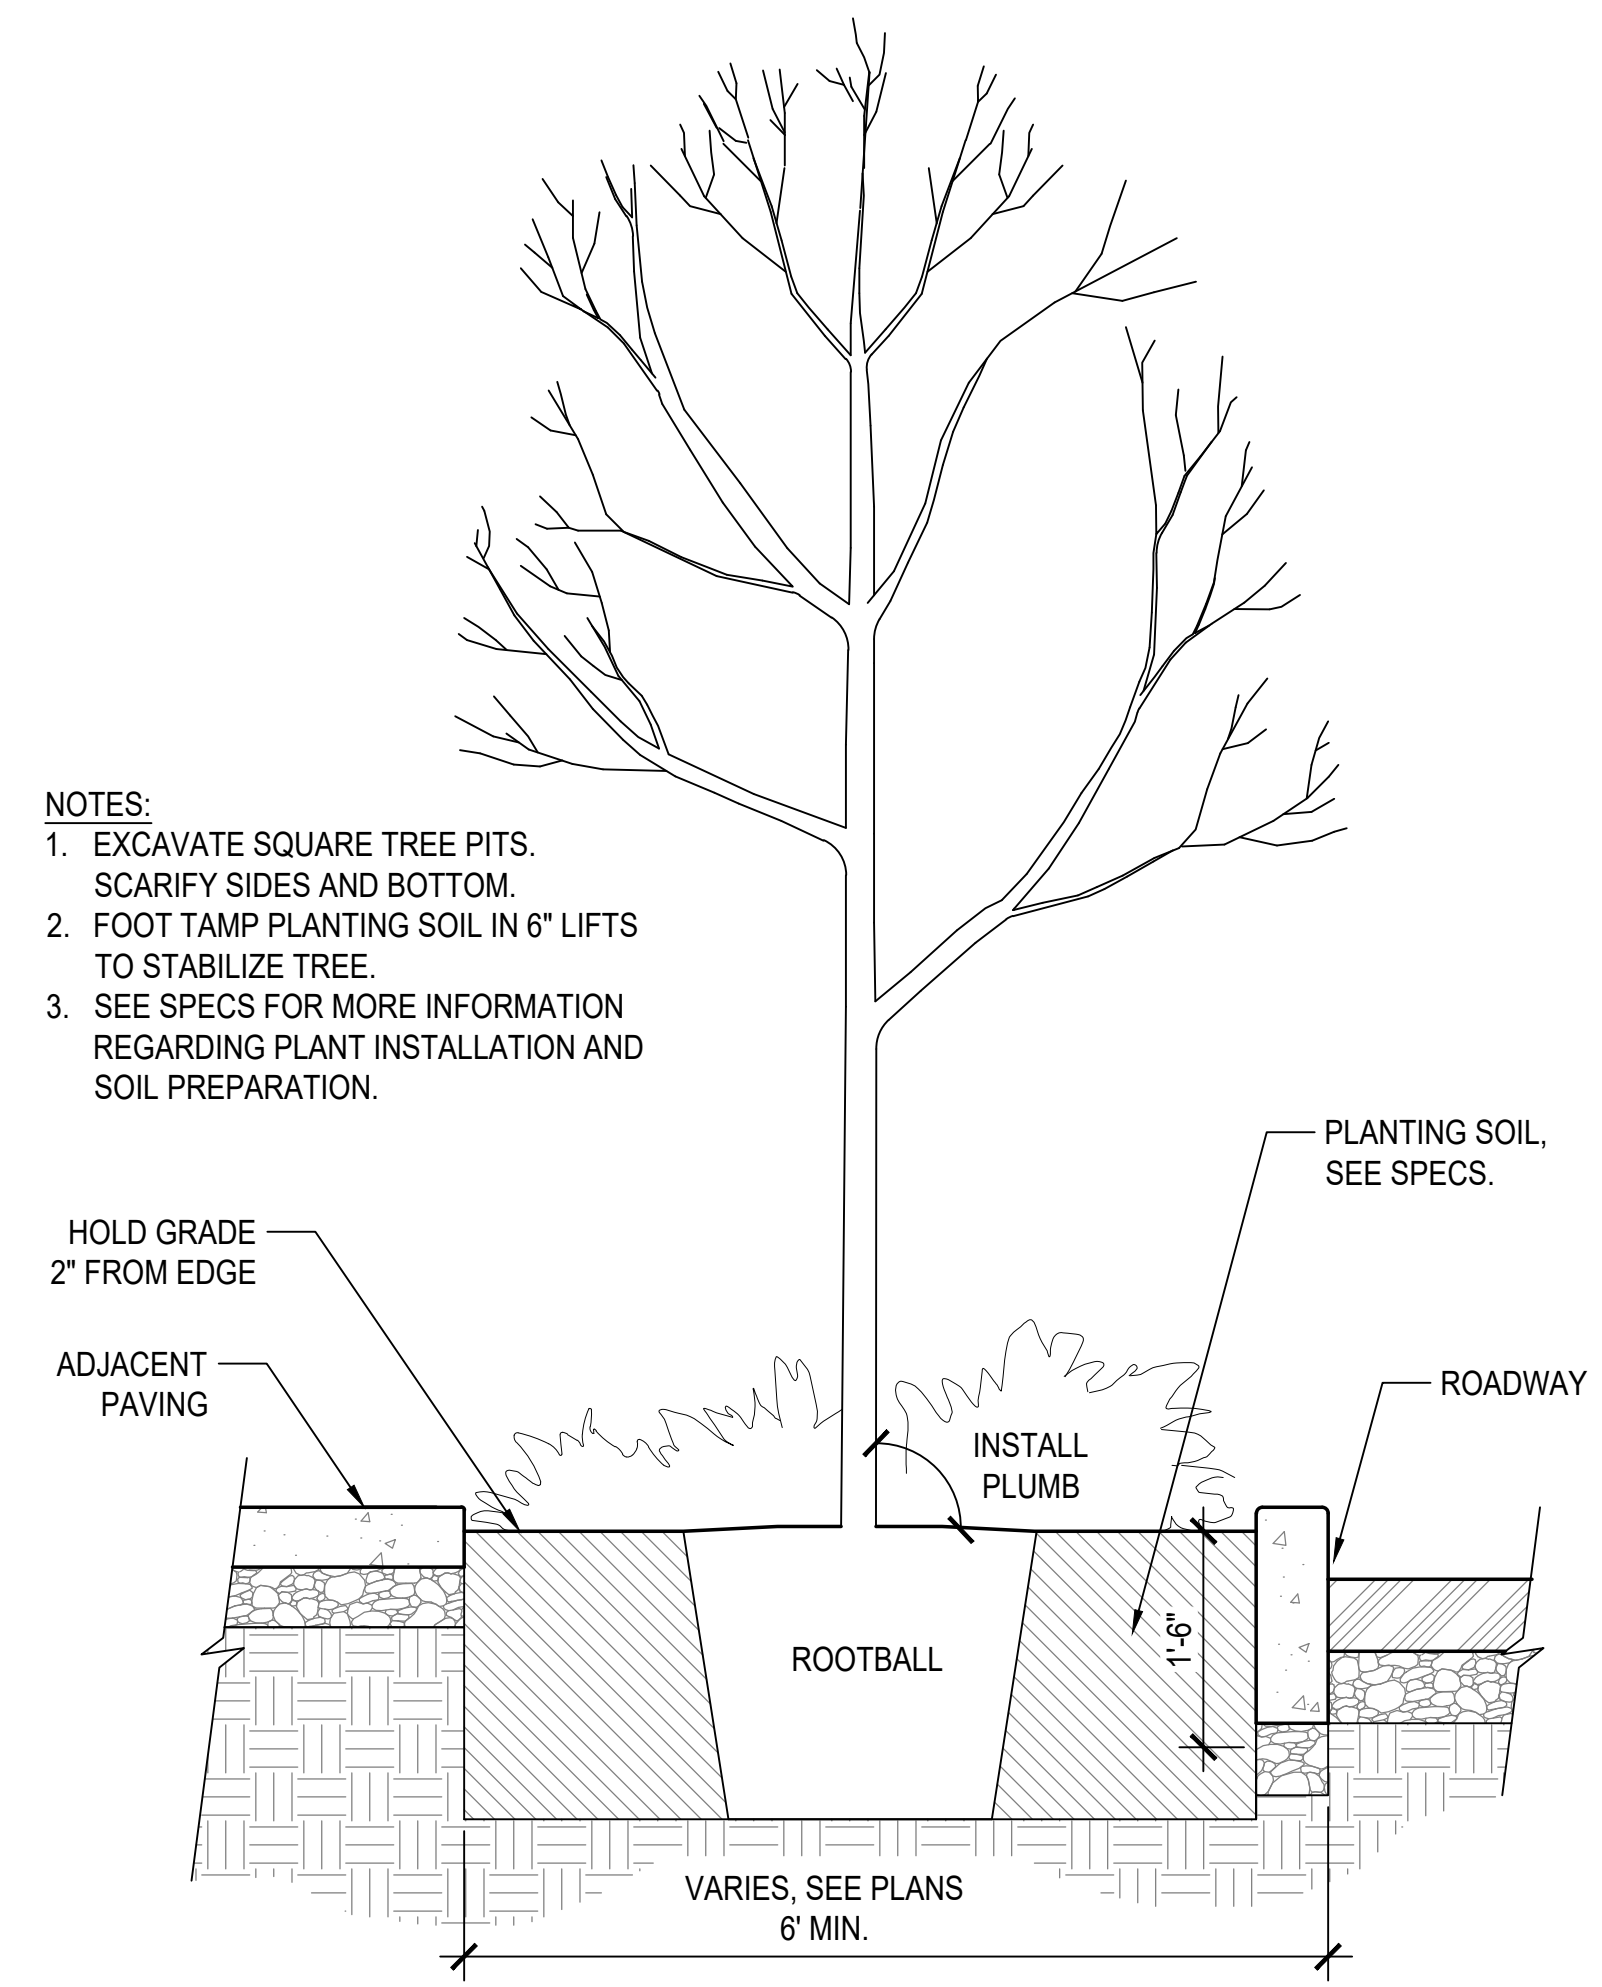 NOTES:
1. EXCAVATE SQUARE TREE PITS.
SCARIFY SIDES AND BOTTOM.
2. FOOT TAMP PLANTING SOIL IN 6" LIFTS
TO STABILIZE TREE.
3. SEE SPECS FOR MORE INFORMATION
REGARDING PLANT INSTALLATION AND
SOIL PREPARATION.
PLANTING SOIL,
SEE SPECS.
HOLD GRADE
2" FROM EDGE
ADJACENT
PAVING
ROADWAY
INSTALL
PLUMB
1'-6"
ROOTBALL
VARIES, SEE PLANS
6' MIN.